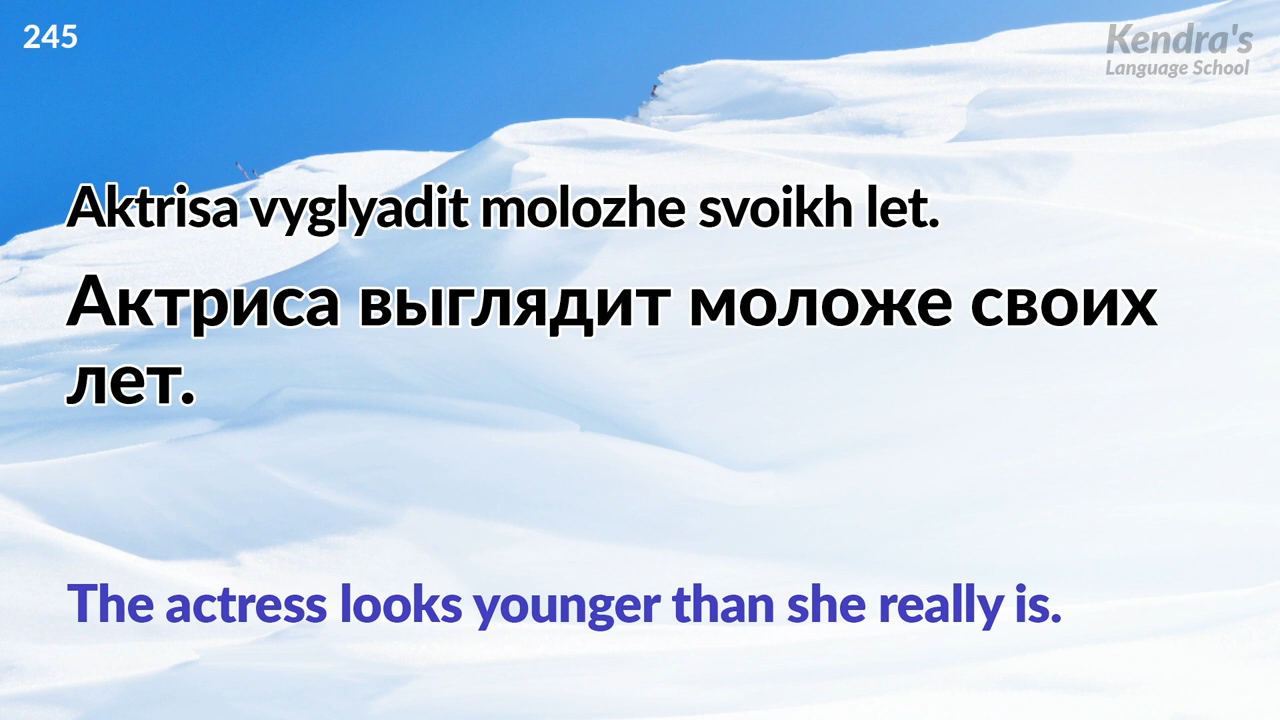 245
Kendra's
Language School
Aktrisa vyglyadit molozhe svoikh let.
Актриса выглядит моложе своих
лет.
The actress looks younger than she really is.